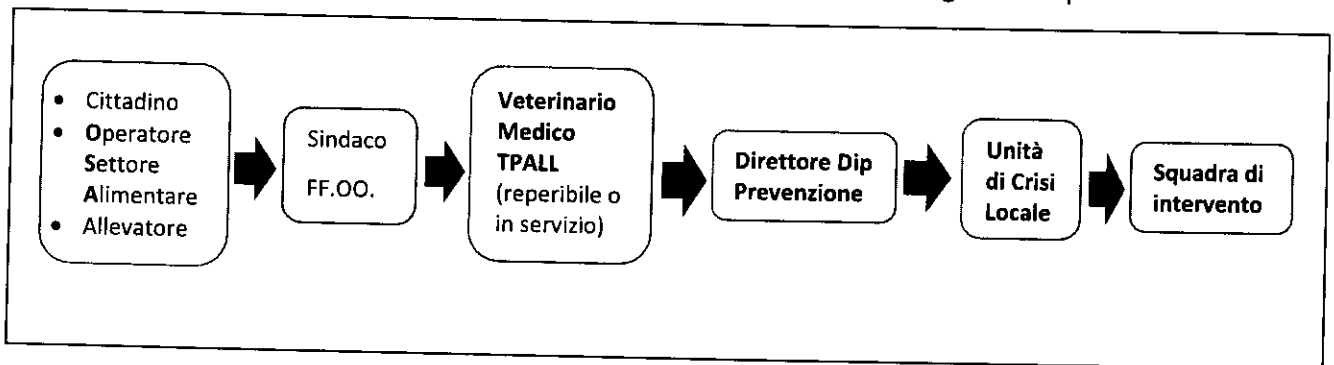 • Cittadino
• Operatore
Settore
Alimentare
• Allevatore
Sindaco
FF.OO.
Veterinario
Medico
TPALL
(reperibile o
in servizio)
Direttore Dip
Prevenzione
Unità
di Crisi
Locale
Squadra di
intervento